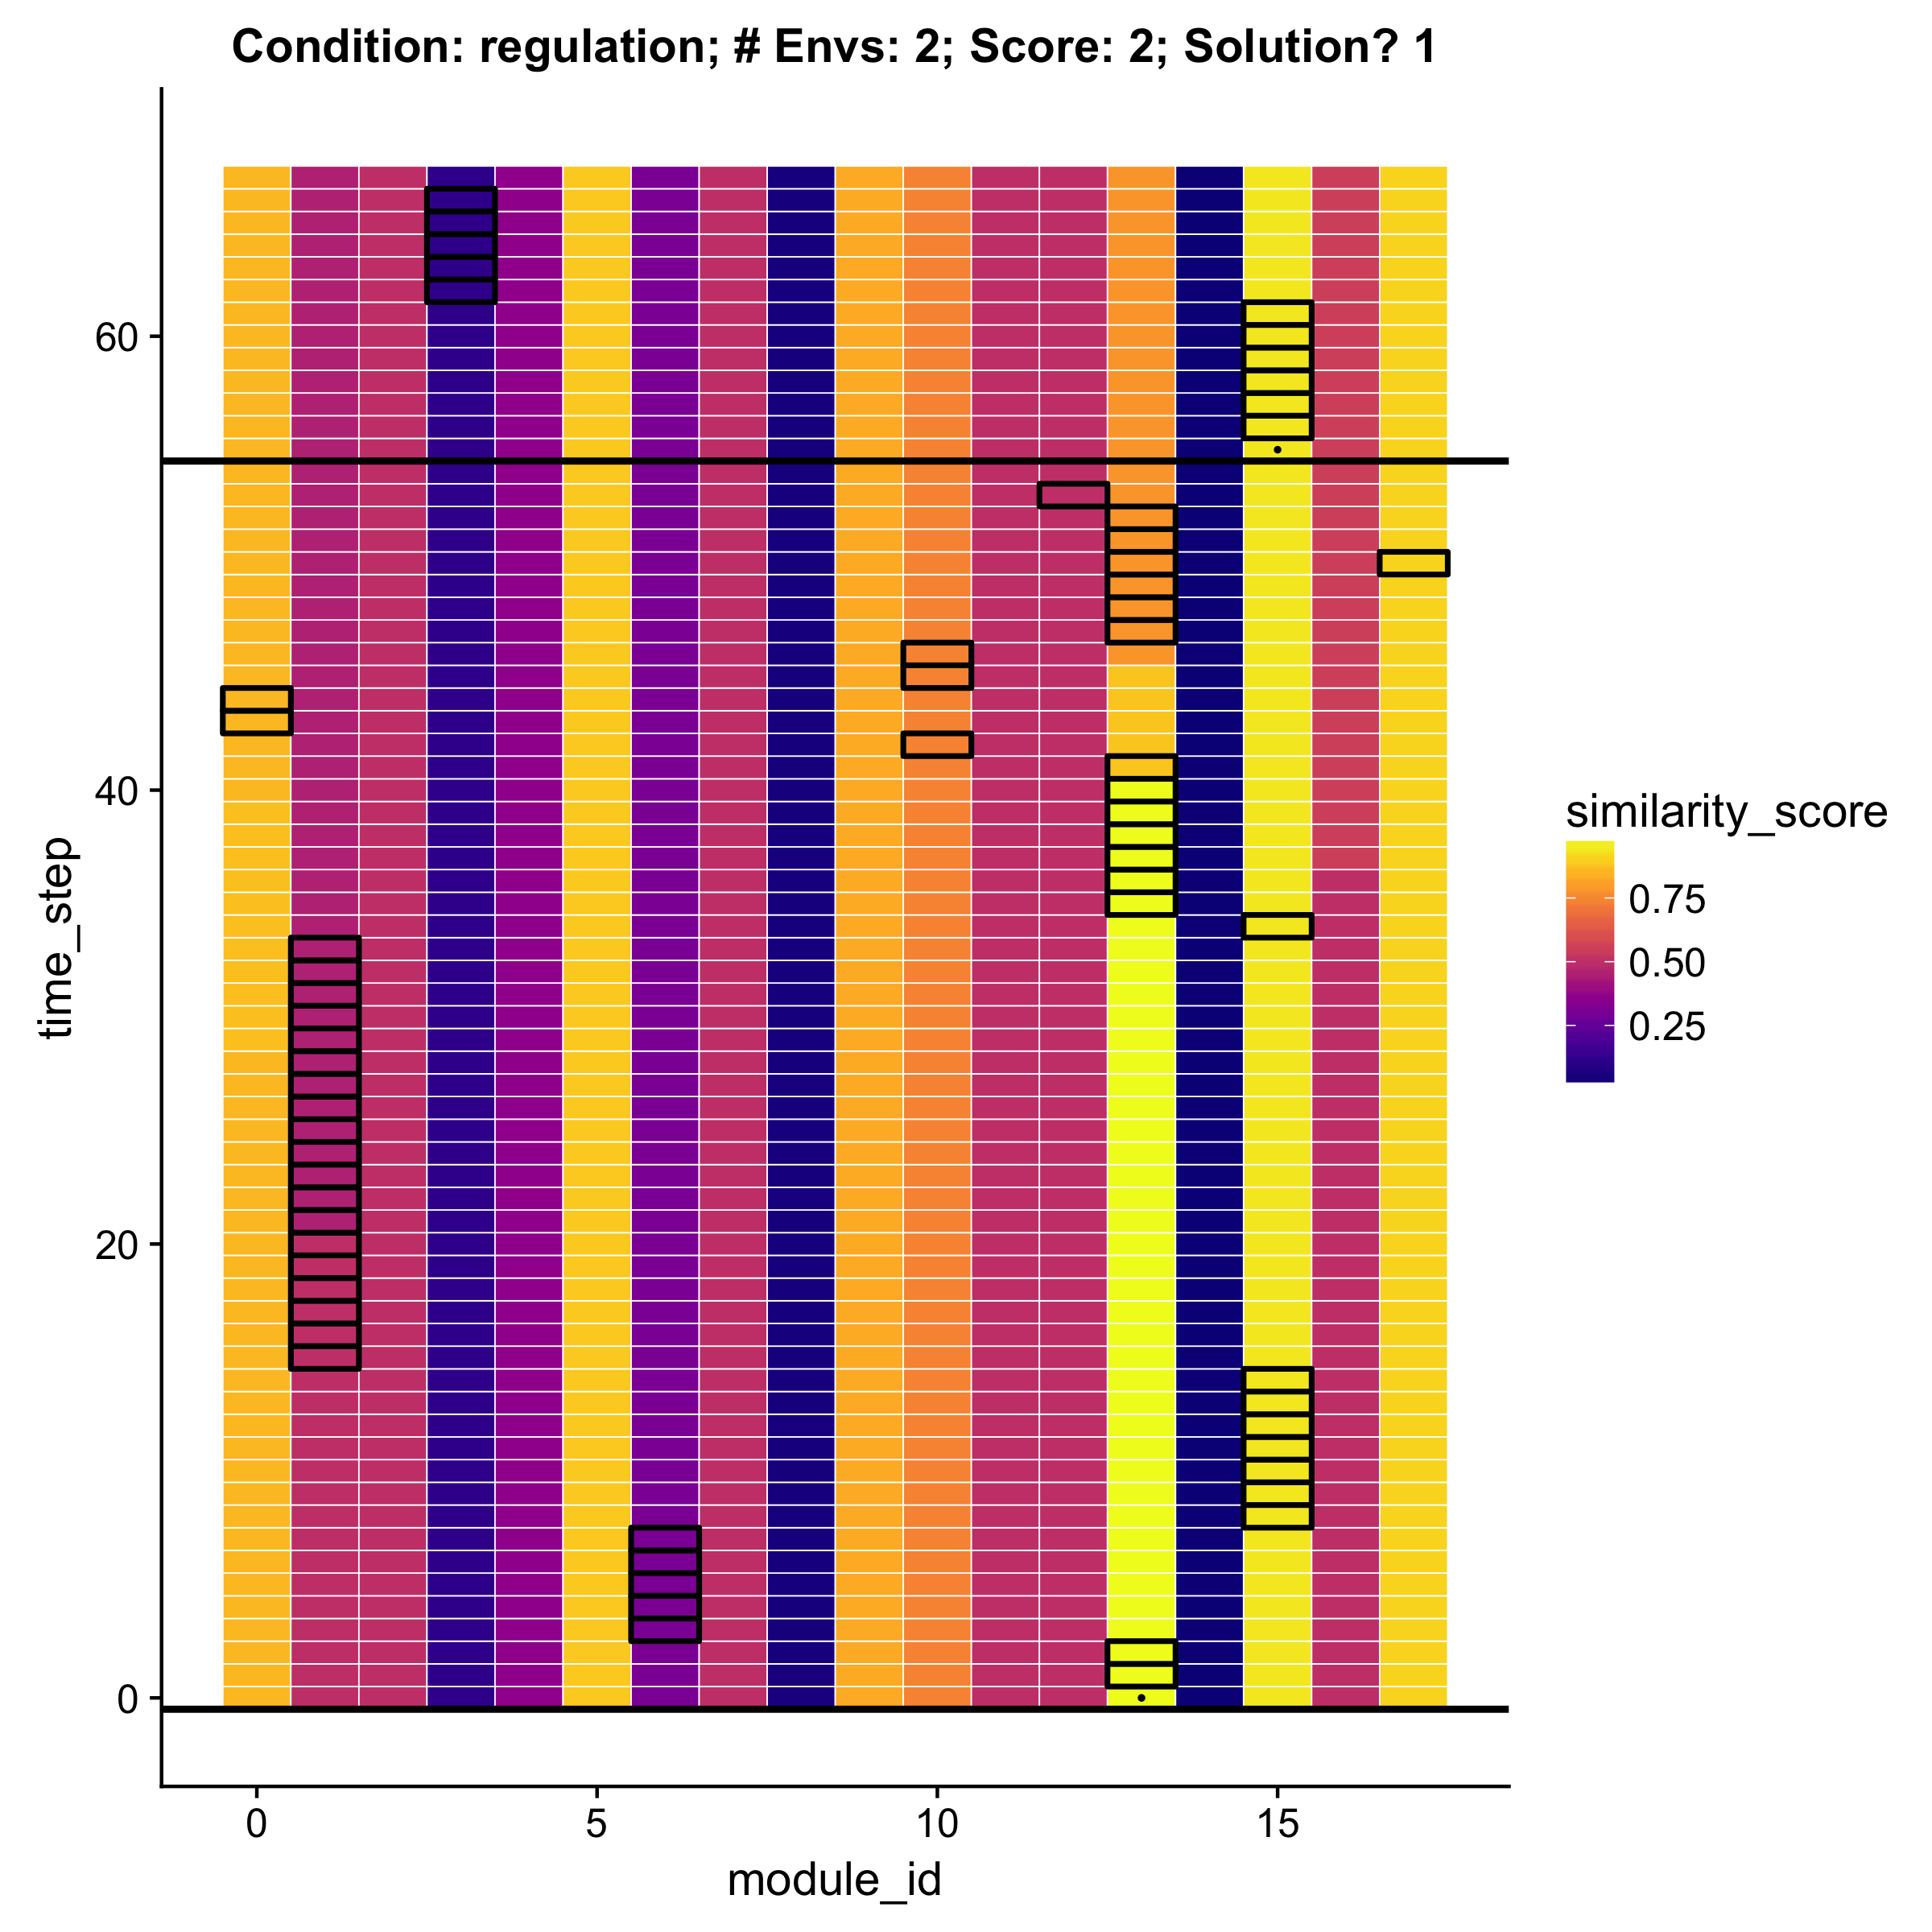 Condition: regulation; # Envs: 2; Score: 2; Solution? 1
time_step
60
40
20
0
0
5
10
15
module_id
similarity_score
0.75
0.50
0.25